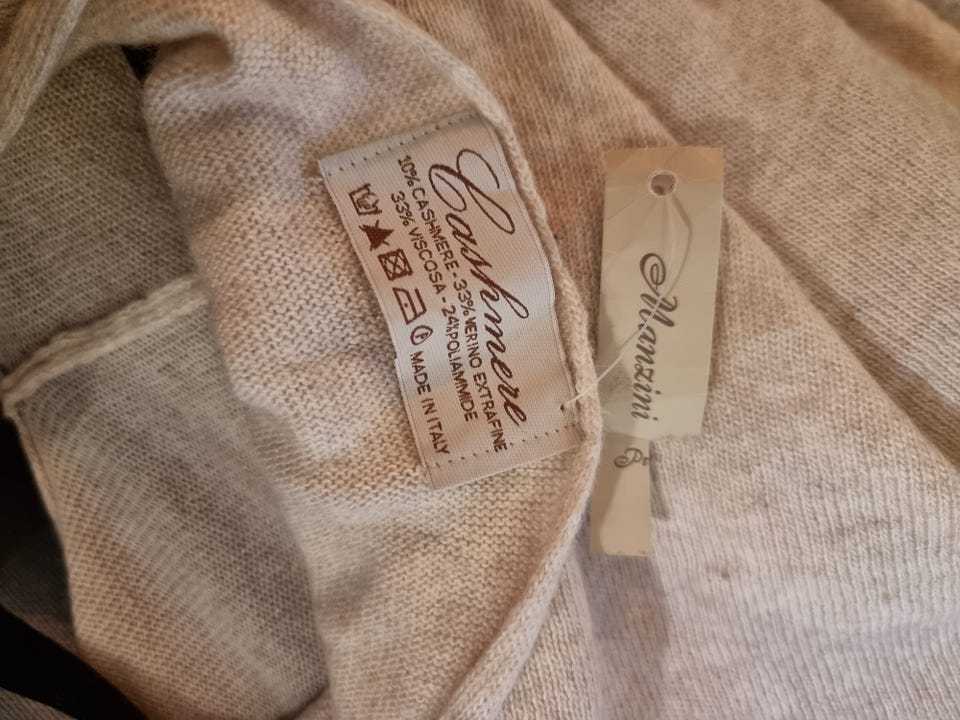 Cashmere
10% CASHMERE - 33% MERINO EXTRAFINE
33% VISCOSA - 24% POLIAMMIDE
P MADE IN ITALY
Manzini